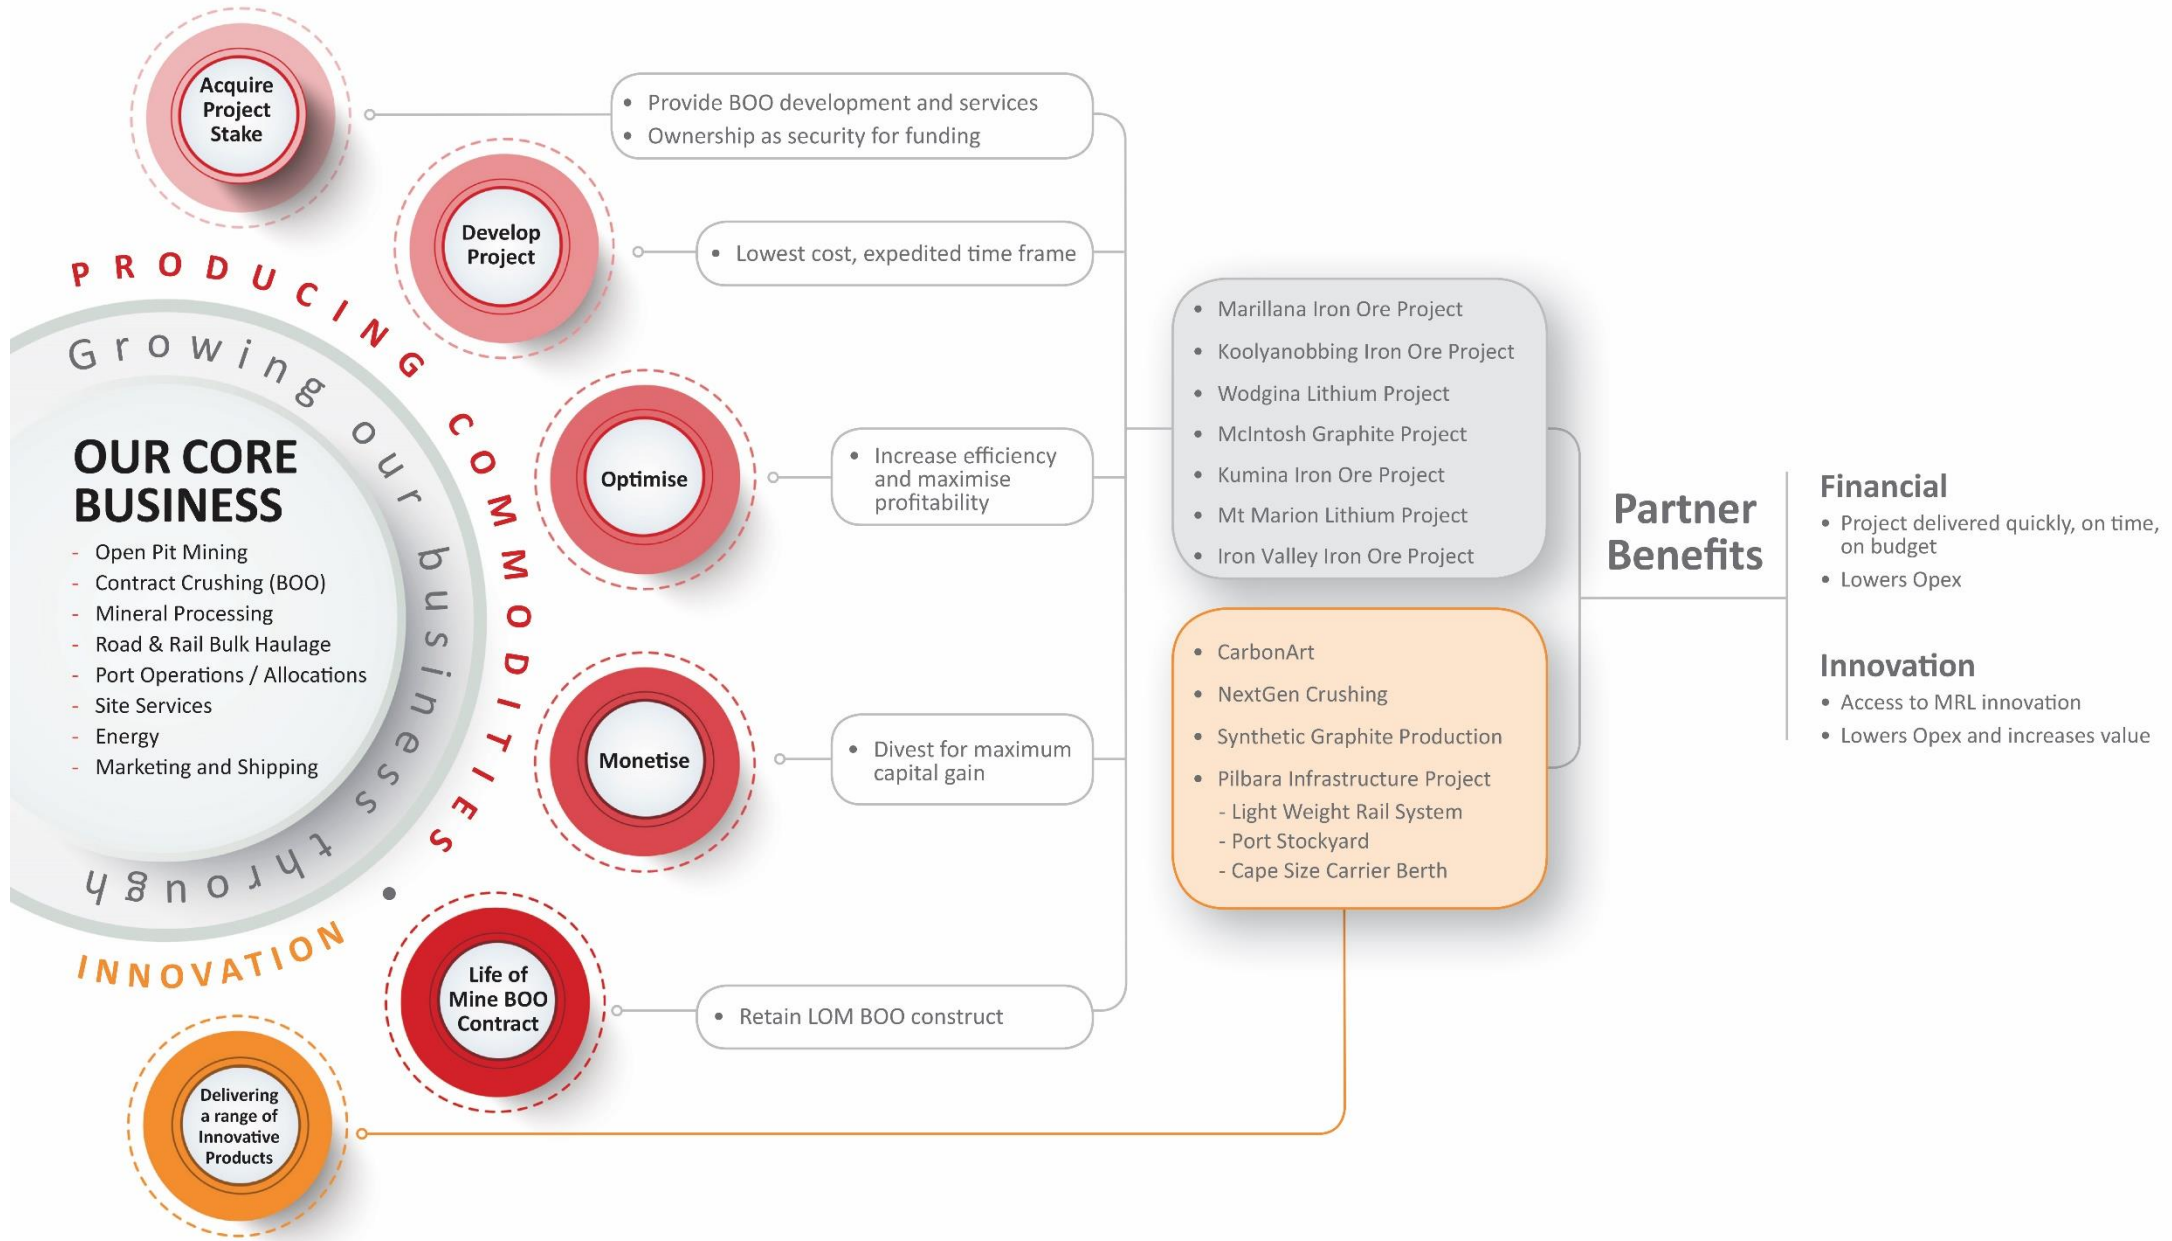 Acquire
Project
Stake
• Provide BOO development and services
• Ownership as security for funding
Develop
Project
• Lowest cost, expedited time frame
PRODUCING COMMODITIES •
INNOVATION
Growing our business through
OUR CORE
BUSINESS
- Open Pit Mining
- Contract Crushing (BOO)
- Mineral Processing
- Road & Rail Bulk Haulage
- Port Operations / Allocations
- Site Services
- Energy
- Marketing and Shipping
Optimise
• Increase efficiency
and maximise
profitability
Monetise
• Divest for maximum
capital gain
Life of
Mine BOO
Contract
• Retain LOM BOO construct
Delivering
a range of
Innovative
Products
• Marillana Iron Ore Project
• Koolyanobbing Iron Ore Project
• Wodgina Lithium Project
• McIntosh Graphite Project
• Kumina Iron Ore Project
• Mt Marion Lithium Project
• Iron Valley Iron Ore Project
• CarbonArt
• NextGen Crushing
• Synthetic Graphite Production
• Pilbara Infrastructure Project
- Light Weight Rail System
- Port Stockyard
- Cape Size Carrier Berth
Partner
Benefits
Financial
• Project delivered quickly, on time,
on budget
• Lowers Opex
Innovation
• Access to MRL innovation
• Lowers Opex and increases value